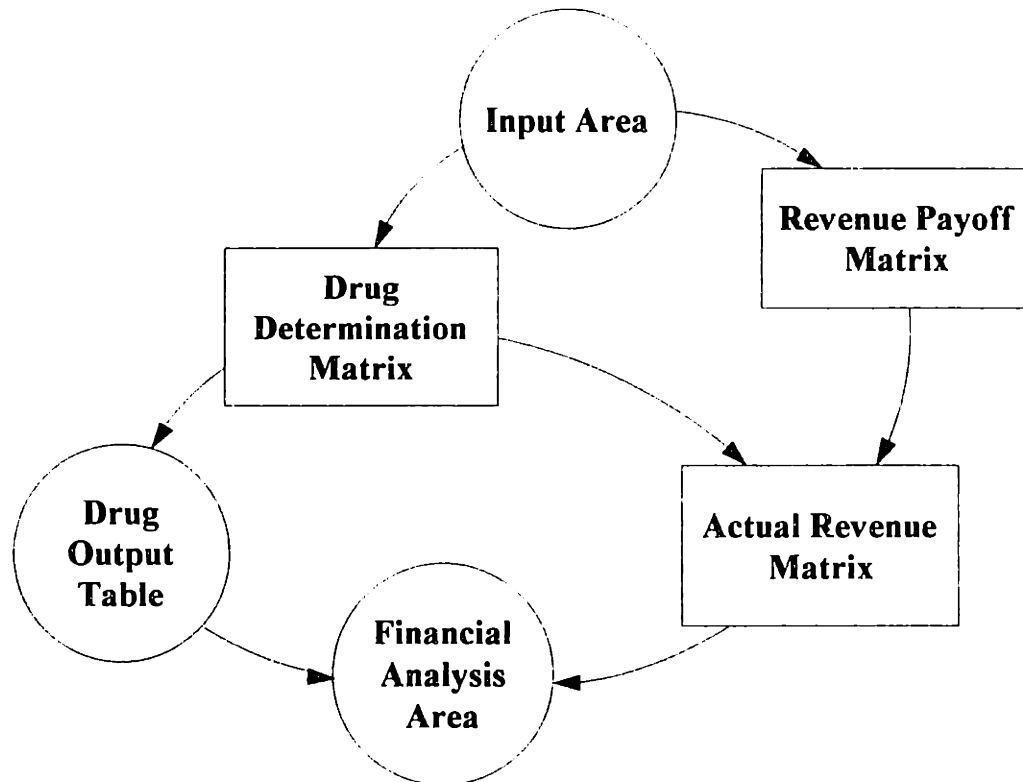 Input Area
Revenue Payoff
Matrix
Drug
Determination
Matrix
Drug
Output
Table
Actual Revenue
Matrix
Financial
Analysis
Area